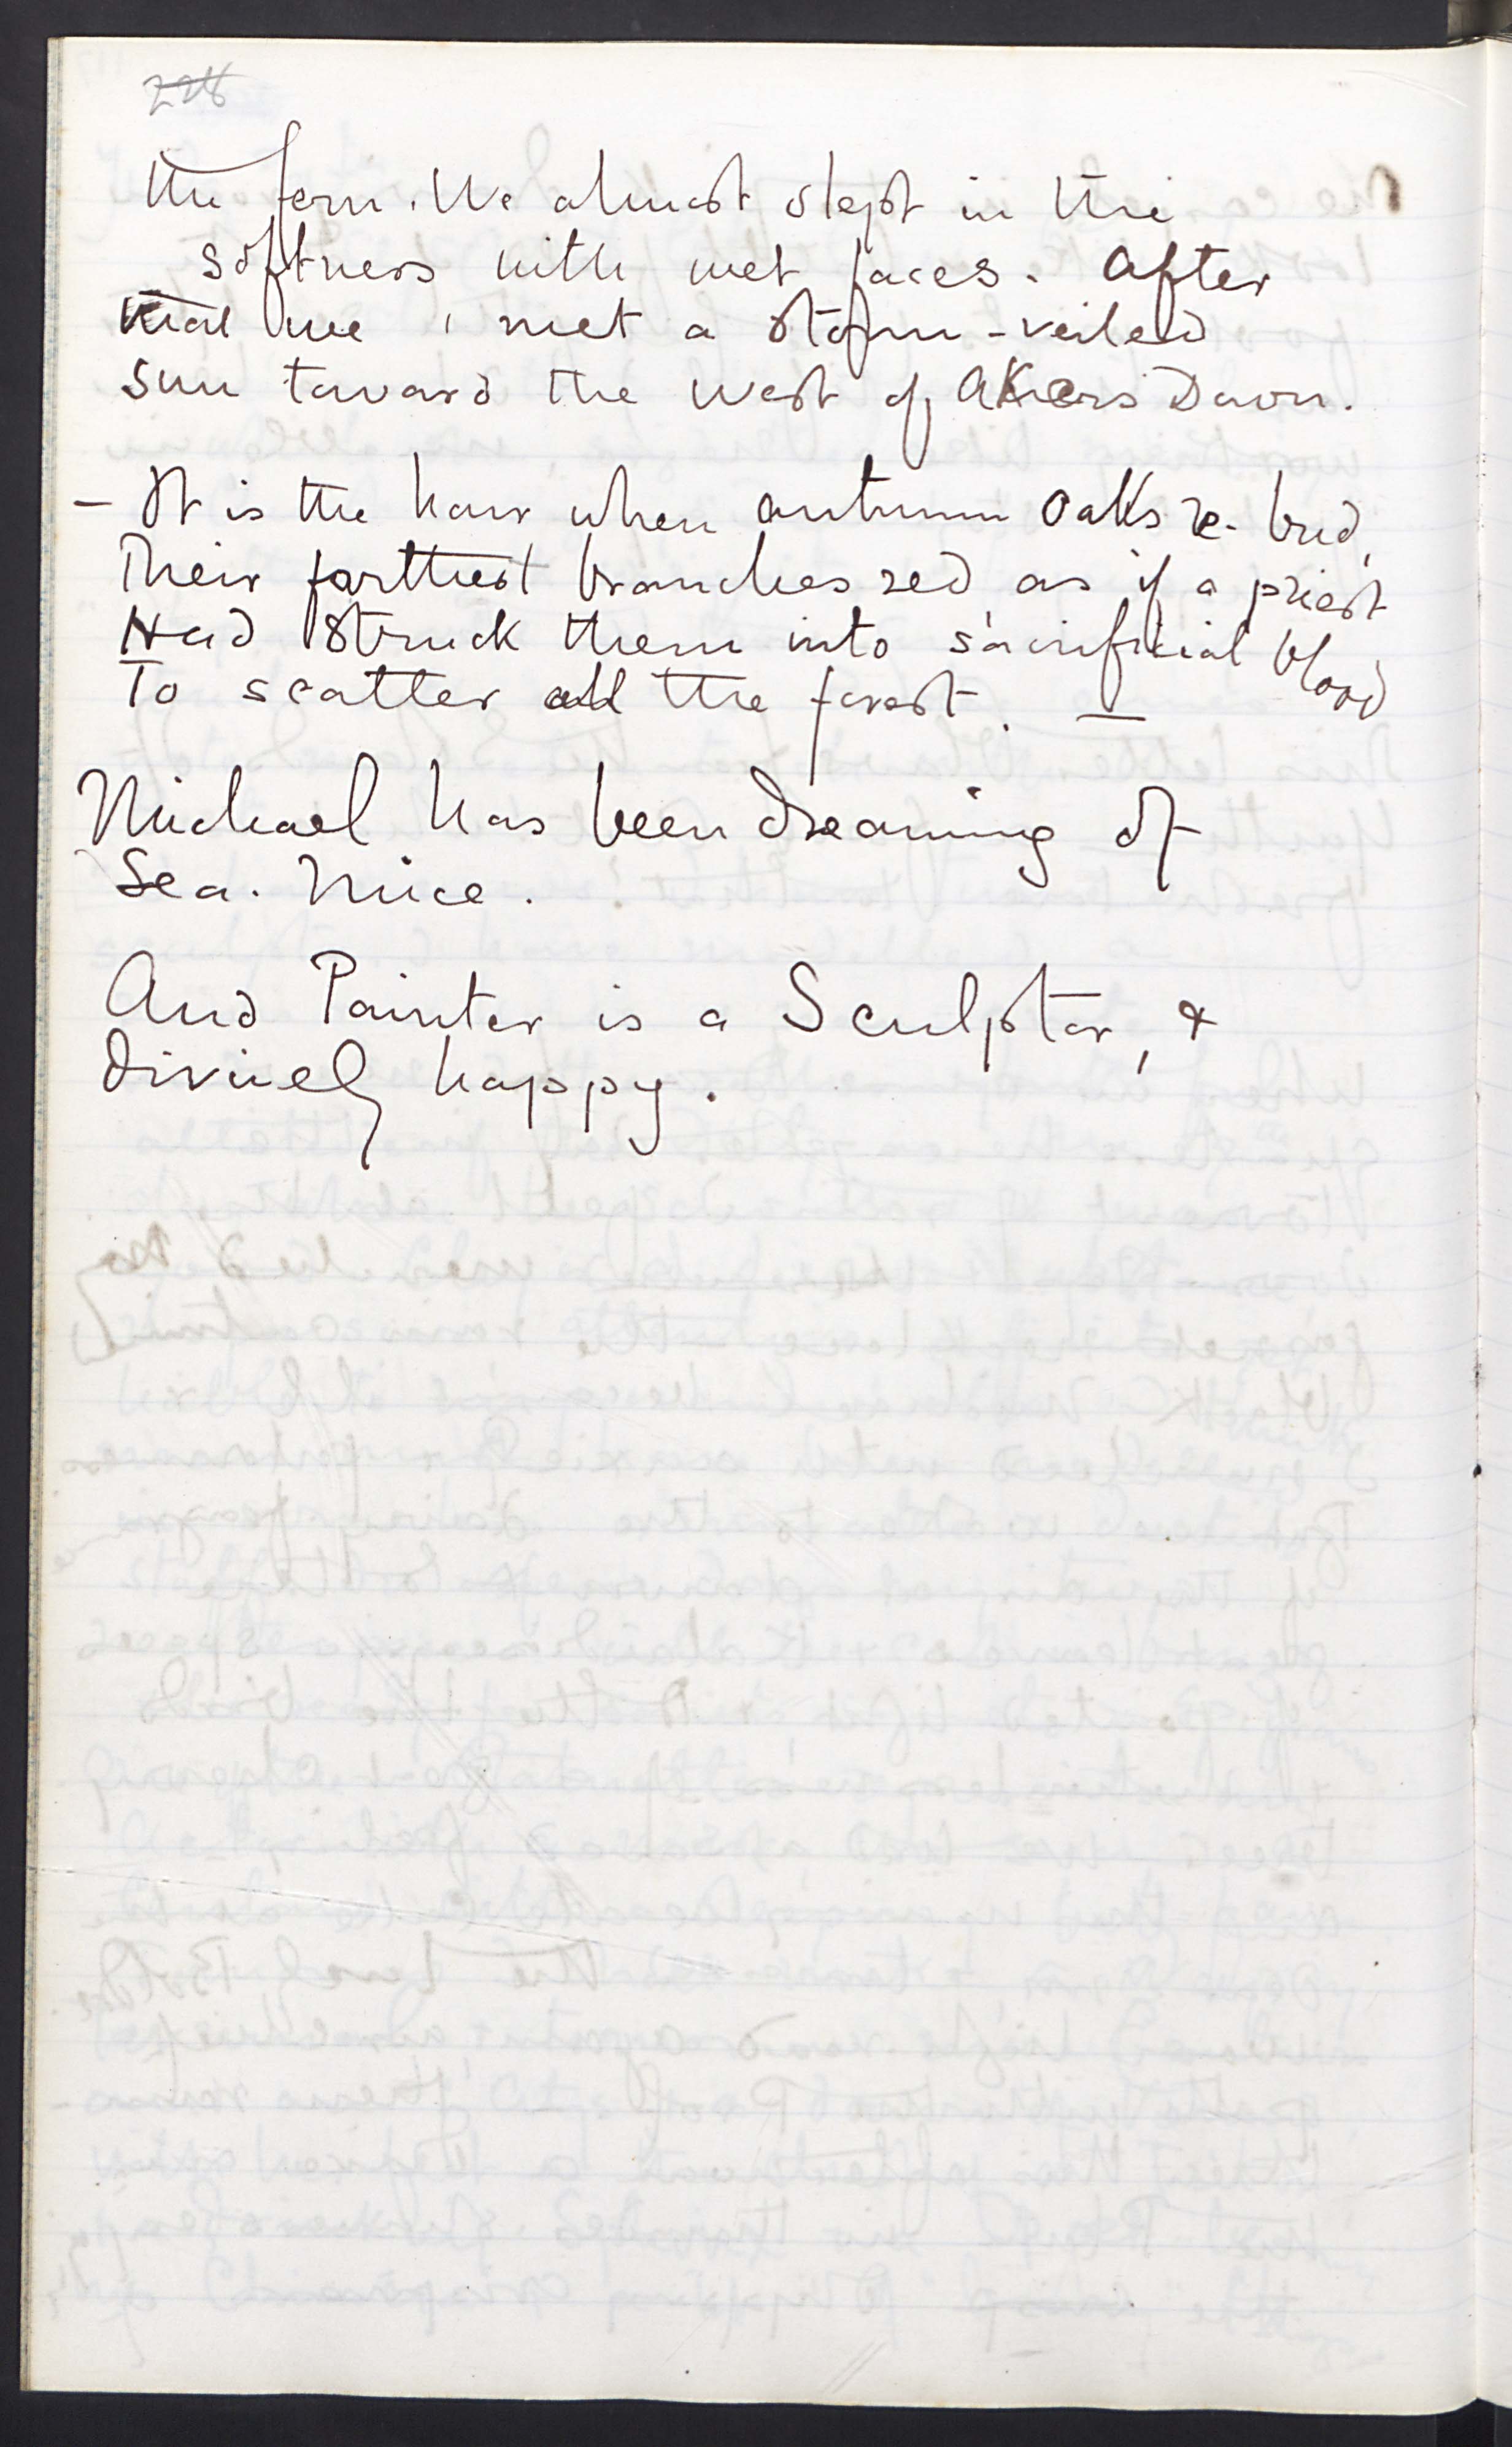 the fern. We almost slept in the
softness with wet faces. After
that we met a storm-veiled
sun toward the West of Akers Down.
– It is the hour when autumn Oaks re-bud,
Their farthest branches red as if a priest
Had struck them into sacrificial blood
To scatter all the forest. —
Michael has been dreaming of
Sea-Mice.
And Painter is a Sculptor, &
divinely happy.